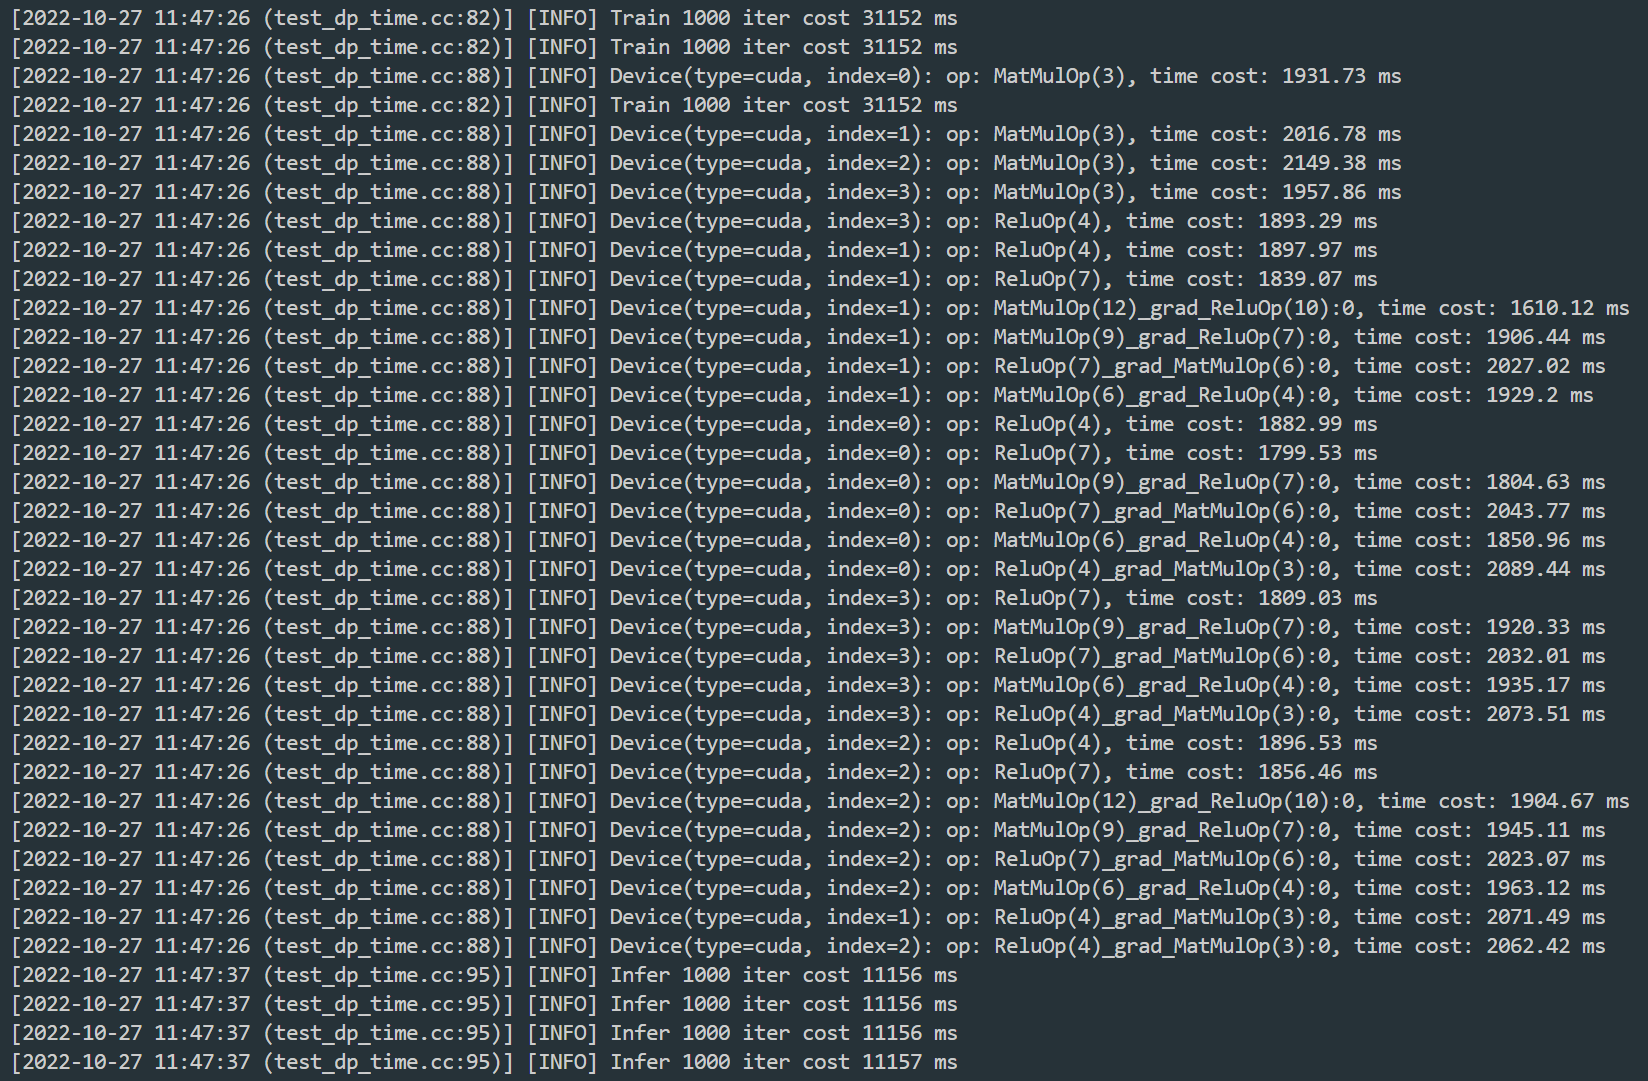 [2022-10-27 11:47:26 (test_dp_time.cc:82)] [INFO] Train 1000 iter cost 31152 ms
[2022-10-27 11:47:26 (test_dp_time.cc:82)] [INFO] Train 1000 iter cost 31152 ms
[2022-10-27 11:47:26 (test_dp_time.cc:88)] [INFO] Device(type=cuda, index=0): op: MatMulOp(3), time cost: 1931.73 ms
[2022-10-27 11:47:26 (test_dp_time.cc:82)] [INFO] Train 1000 iter cost 31152 ms
[2022-10-27 11:47:26 (test_dp_time.cc:88)] [INFO] Device(type=cuda, index=1): op: MatMulOp(3), time cost: 2016.78 ms
[2022-10-27 11:47:26 (test_dp_time.cc:88)] [INFO] Device(type=cuda, index=2): op: MatMulOp(3), time cost: 2149.38 ms
[2022-10-27 11:47:26 (test_dp_time.cc:88)] [INFO] Device(type=cuda, index=3): op: MatMulOp(3), time cost: 1957.86 ms
[2022-10-27 11:47:26 (test_dp_time.cc:88)] [INFO] Device(type=cuda, index=3): op: ReluOp(4), time cost: 1893.29 ms
[2022-10-27 11:47:26 (test_dp_time.cc:88)] [INFO] Device(type=cuda, index=1): op: ReluOp(4), time cost: 1897.97 ms
[2022-10-27 11:47:26 (test_dp_time.cc:88)] [INFO] Device(type=cuda, index=1): op: ReluOp(7), time cost: 1839.07 ms
[2022-10-27 11:47:26 (test_dp_time.cc:88)] [INFO] Device(type=cuda, index=1): op: MatMulOp(12)_grad_ReluOp(10):0, time cost: 1610.12 ms
[2022-10-27 11:47:26 (test_dp_time.cc:88)] [INFO] Device(type=cuda, index=1): op: MatMulOp(9)_grad_ReluOp(7):0, time cost: 1906.44 ms
[2022-10-27 11:47:26 (test_dp_time.cc:88)] [INFO] Device(type=cuda, index=1): op: ReluOp(7)_grad_MatMulOp(6):0, time cost: 2027.02 ms
[2022-10-27 11:47:26 (test_dp_time.cc:88)] [INFO] Device(type=cuda, index=1): op: MatMulOp(6)_grad_ReluOp(4):0, time cost: 1929.2 ms
[2022-10-27 11:47:26 (test_dp_time.cc:88)] [INFO] Device(type=cuda, index=0): op: ReluOp(4), time cost: 1882.99 ms
[2022-10-27 11:47:26 (test_dp_time.cc:88)] [INFO] Device(type=cuda, index=0): op: ReluOp(7), time cost: 1799.53 ms
[2022-10-27 11:47:26 (test_dp_time.cc:88)] [INFO] Device(type=cuda, index=0): op: MatMulOp(9)_grad_ReluOp(7):0, time cost: 1804.63 ms
[2022-10-27 11:47:26 (test_dp_time.cc:88)] [INFO] Device(type=cuda, index=0): op: ReluOp(7)_grad_MatMulOp(6):0, time cost: 2043.77 ms
[2022-10-27 11:47:26 (test_dp_time.cc:88)] [INFO] Device(type=cuda, index=0): op: MatMulOp(6)_grad_ReluOp(4):0, time cost: 1850.96 ms
[2022-10-27 11:47:26 (test_dp_time.cc:88)] [INFO] Device(type=cuda, index=0): op: ReluOp(4)_grad_MatMulOp(3):0, time cost: 2089.44 ms
[2022-10-27 11:47:26 (test_dp_time.cc:88)] [INFO] Device(type=cuda, index=3): op: ReluOp(7), time cost: 1809.03 ms
[2022-10-27 11:47:26 (test_dp_time.cc:88)] [INFO] Device(type=cuda, index=3): op: MatMulOp(9)_grad_ReluOp(7):0, time cost: 1920.33 ms
[2022-10-27 11:47:26 (test_dp_time.cc:88)] [INFO] Device(type=cuda, index=3): op: ReluOp(7)_grad_MatMulOp(6):0, time cost: 2032.01 ms
[2022-10-27 11:47:26 (test_dp_time.cc:88)] [INFO] Device(type=cuda, index=3): op: MatMulOp(6)_grad_ReluOp(4):0, time cost: 1935.17 ms
[2022-10-27 11:47:26 (test_dp_time.cc:88)] [INFO] Device(type=cuda, index=3): op: ReluOp(4)_grad_MatMulOp(3):0, time cost: 2073.51 ms
[2022-10-27 11:47:26 (test_dp_time.cc:88)] [INFO] Device(type=cuda, index=2): op: ReluOp(4), time cost: 1896.53 ms
[2022-10-27 11:47:26 (test_dp_time.cc:88)] [INFO] Device(type=cuda, index=2): op: ReluOp(7), time cost: 1856.46 ms
[2022-10-27 11:47:26 (test_dp_time.cc:88)] [INFO] Device(type=cuda, index=2): op: MatMulOp(12)_grad_ReluOp(10):0, time cost: 1904.67 ms
[2022-10-27 11:47:26 (test_dp_time.cc:88)] [INFO] Device(type=cuda, index=2): op: MatMulOp(9)_grad_ReluOp(7):0, time cost: 1945.11 ms
[2022-10-27 11:47:26 (test_dp_time.cc:88)] [INFO] Device(type=cuda, index=2): op: ReluOp(7)_grad_MatMulOp(6):0, time cost: 2023.07 ms
[2022-10-27 11:47:26 (test_dp_time.cc:88)] [INFO] Device(type=cuda, index=2): op: MatMulOp(6)_grad_ReluOp(4):0, time cost: 1963.12 ms
[2022-10-27 11:47:26 (test_dp_time.cc:88)] [INFO] Device(type=cuda, index=1): op: ReluOp(4)_grad_MatMulOp(3):0, time cost: 2071.49 ms
[2022-10-27 11:47:26 (test_dp_time.cc:88)] [INFO] Device(type=cuda, index=2): op: ReluOp(4)_grad_MatMulOp(3):0, time cost: 2062.42 ms
[2022-10-27 11:47:37 (test_dp_time.cc:95)] [INFO] Infer 1000 iter cost 11156 ms
[2022-10-27 11:47:37 (test_dp_time.cc:95)] [INFO] Infer 1000 iter cost 11156 ms
[2022-10-27 11:47:37 (test_dp_time.cc:95)] [INFO] Infer 1000 iter cost 11156 ms
[2022-10-27 11:47:37 (test_dp_time.cc:95)] [INFO] Infer 1000 iter cost 11157 ms